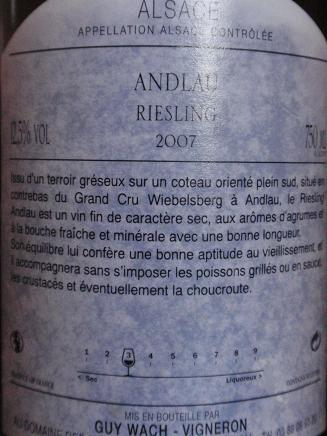 ALSACE
APPELLATION ALSACE CONTRÔLÉE
ANDLAU
RIESLING
12,5% VOL
2007
Issu d'un terroir gréseux sur un coteau orienté plein sud, situé en
contrebas du Grand Cru Wiebelsberg à Andlau, le Riesling
Andlau est un vin fin de caractère sec, aux arômes d'agrumes et
à la bouche fraîche et minérale avec une bonne longueur.
Son équilibre lui confère une bonne aptitude au vieillissement, et
il accompagnera sans s'imposer les poissons grillés ou en sauce,
les crustacés et éventuellement la choucroute.
1 2 3 4 5 6 7 8 9
< Sec Liquoreux >
MIS EN BOUTEILLE PAR
GUY WACH - VIGNERON